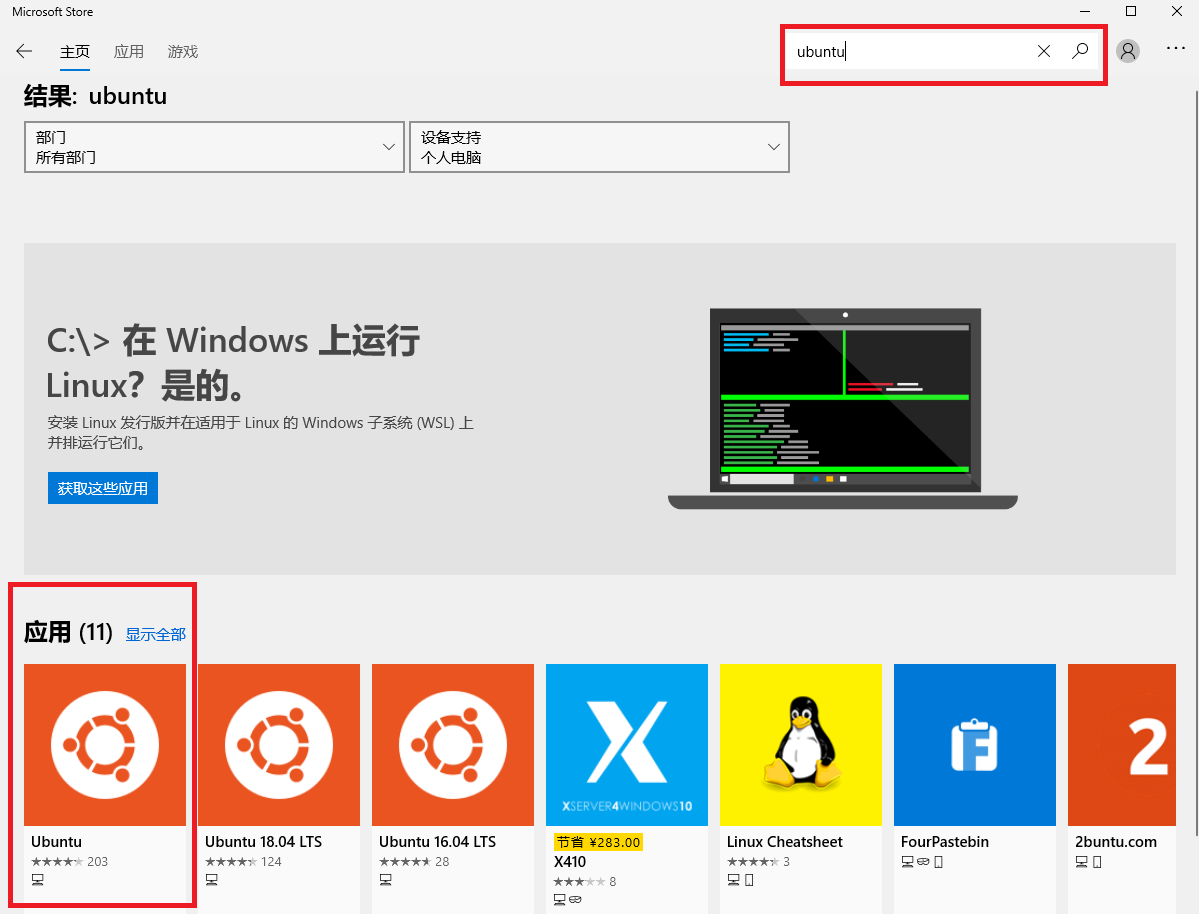 Microsoft Store
主页 应用 游戏
ubuntu
结果: ubuntu
部门
所有部门
设备支持
个人电脑
C:\> 在 Windows 上运行
Linux？是的。
安装 Linux 发行版并在适用于 Linux 的 Windows 子系统 (WSL) 上
并排运行它们。
获取这些应用
应用 (11) 显示全部
XSERVER4WINDOWS10
2
Ubuntu
203
Ubuntu 18.04 LTS
124
Ubuntu 16.04 LTS
28
节省 ¥283.00
X410
8
Linux Cheatsheet
3
FourPastebin
2buntu.com